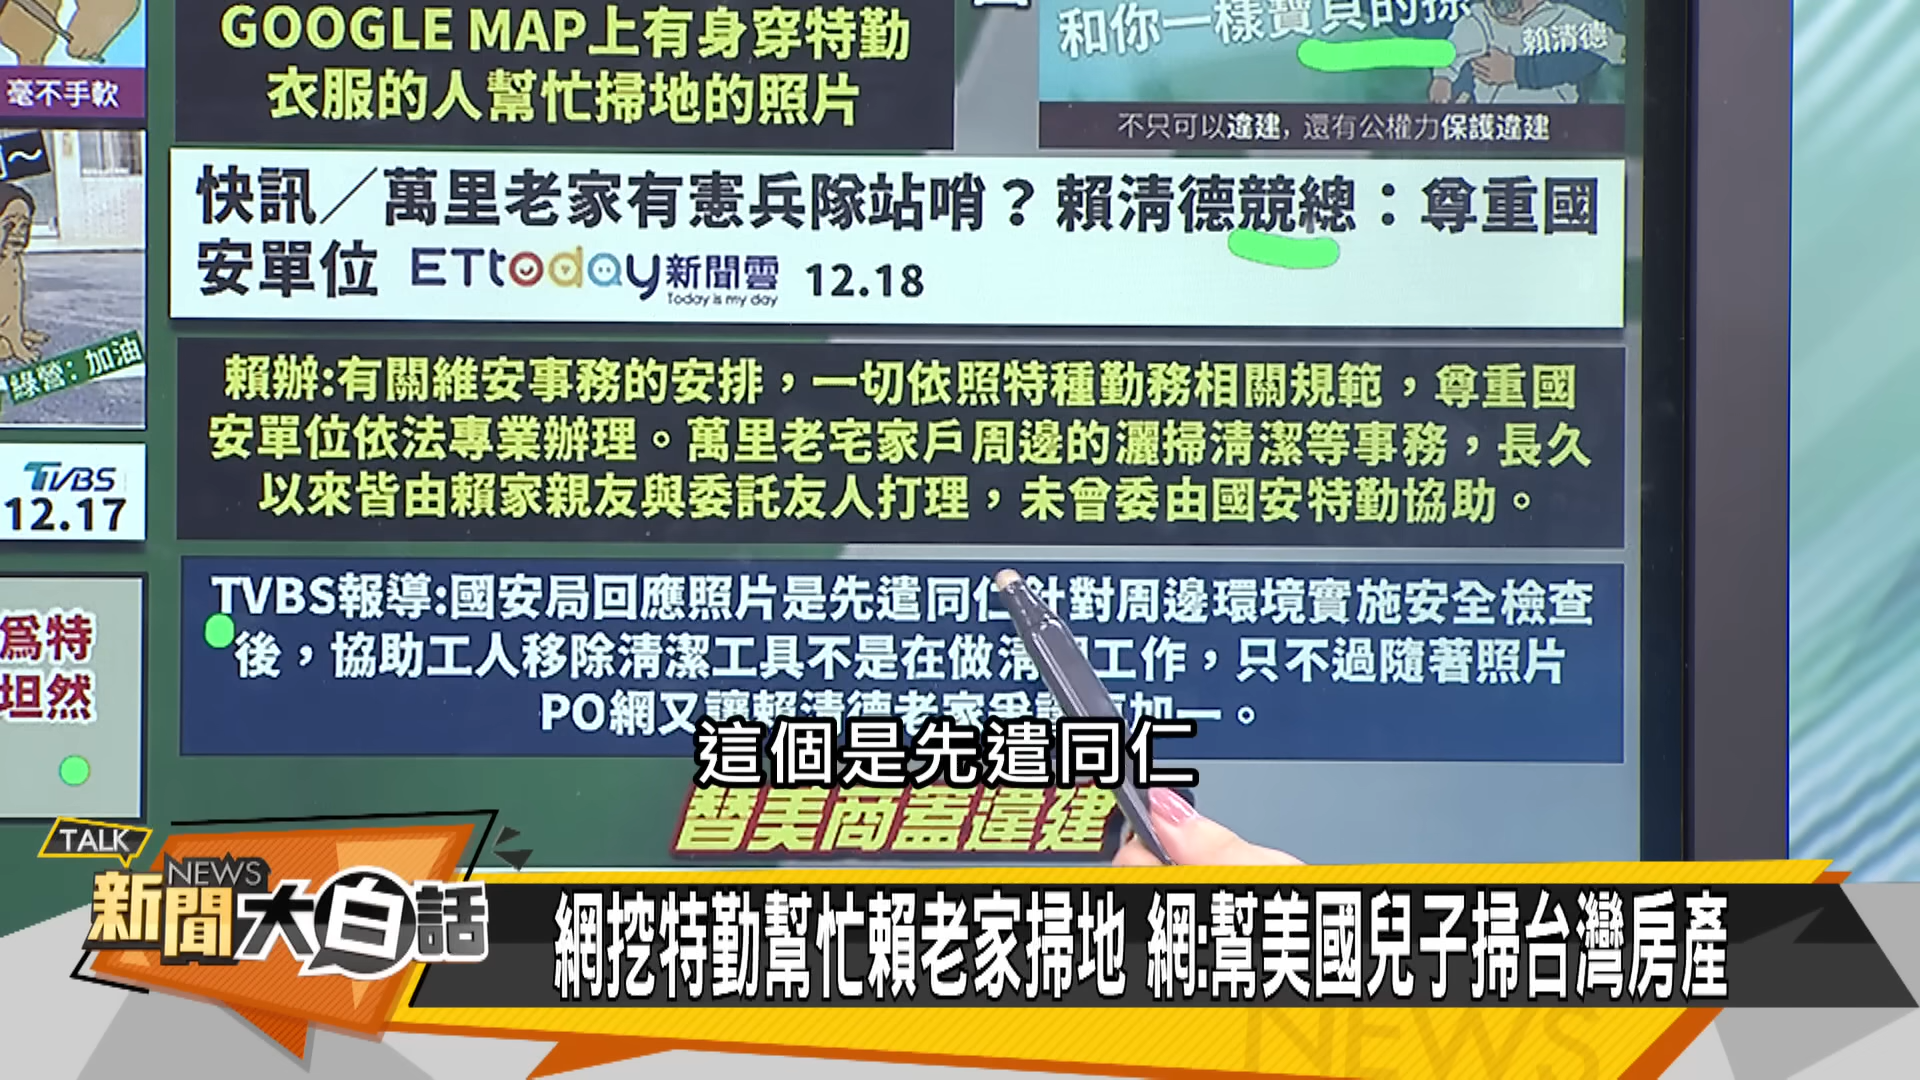 GOOGLE MAP上有身穿特勤
衣服的人幫忙掃地的照片
和你一樣寶貝的孫
賴清德
不只可以違建，還有公權力保護違建
毫不手軟
綠營：加油
快訊／萬里老家有憲兵隊站哨？賴清德競總：尊重國
安單位 ETtoday新聞雲 12.18
Today is my day
賴辦:有關維安事務的安排，一切依照特種勤務相關規範，尊重國
安單位依法專業辦理。萬里老宅家戶周邊的灑掃清潔等事務，長久
以來皆由賴家親友與委託友人打理，未曾委由國安特勤協助。
TVBS
12.17
為特
坦然
TVBS報導:國安局回應照片是先遣同仁針對周邊環境實施安全檢查
後，協助工人移除清潔工具不是在做清理工作，只不過隨著照片
PO網又讓賴清德老家爭議再加一。
這個是先遣同仁
替美商蓋違建
TALK
NEWS
新聞大白話
網挖特勤幫忙賴老家掃地 網:幫美國兒子掃台灣房產
NEWS